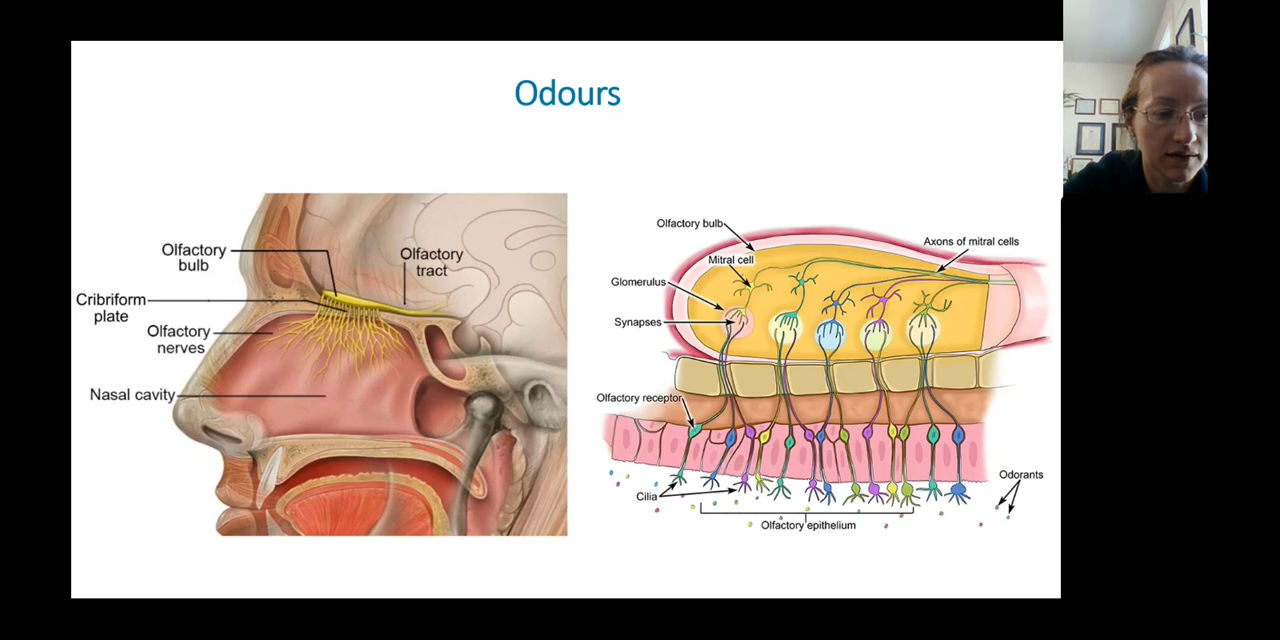 Odours
Olfactory
bulb
Olfactory
tract
Cribriform
plate
Olfactory
nerves
Nasal cavity
Olfactory bulb
Axons of mitral cells
Mitral cell
Glomerulus
Synapses
Olfactory receptor
Odorants
Cilia
Olfactory epithelium